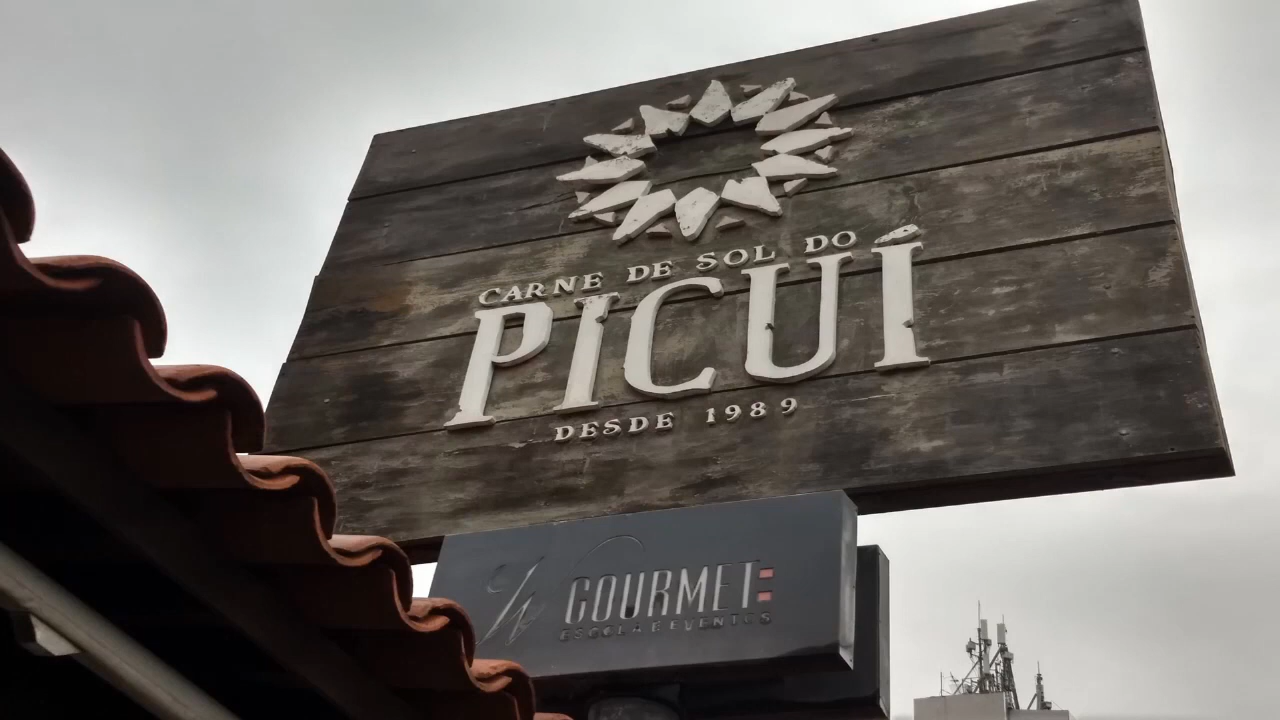 CARNE DE SOL DO
PICUÍ
DESDE 1989
GOURMET
ESCOLA E EVENTOS